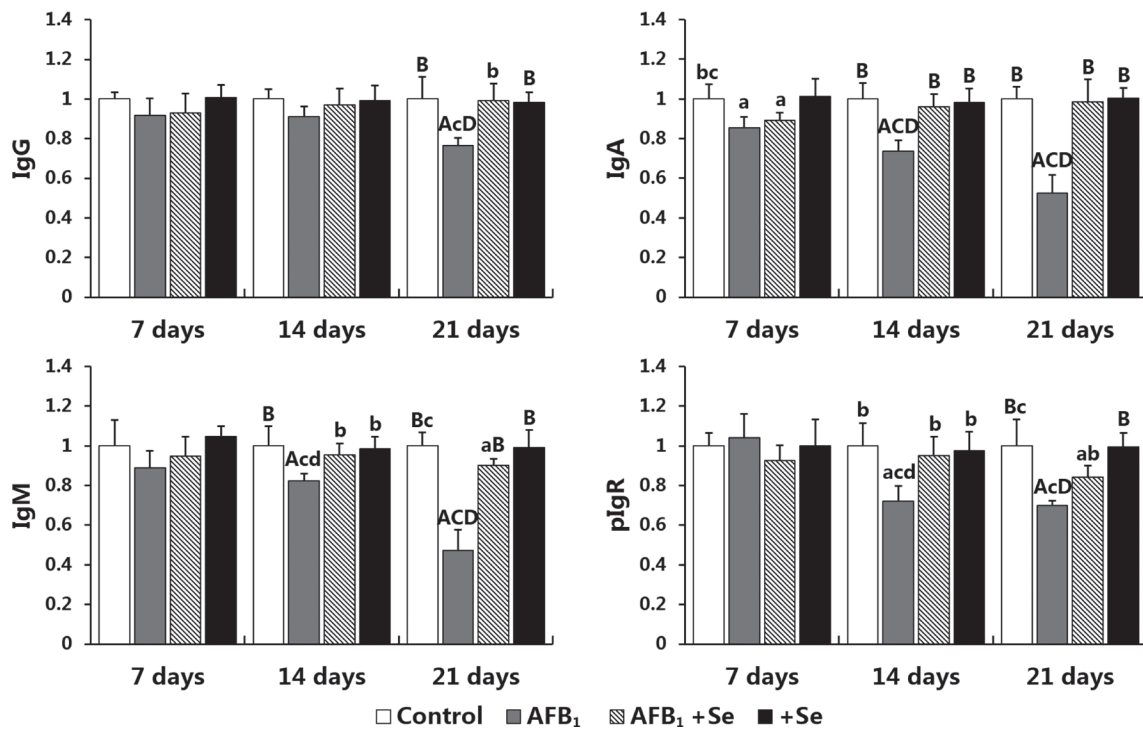 1.4
1.2
1
0.8
0.6
0.4
0.2
0
IgG
B
AcD
b
B
7 days
14 days
21 days
1.4
1.2
1
0.8
0.6
0.4
0.2
0
IgA
bc
a
a
B
ACD
B
B
B
ACD
B
B
7 days
14 days
21 days
1.4
1.2
1
0.8
0.6
0.4
0.2
0
IgM
B
Acd
b
b
Bc
ACD
aB
B
7 days
14 days
21 days
1.4
1.2
1
0.8
0.6
0.4
0.2
0
pIgR
b
acd
b
b
Bc
AcD
ab
B
7 days
14 days
21 days
Control AFB₁ AFB₁ +Se +Se